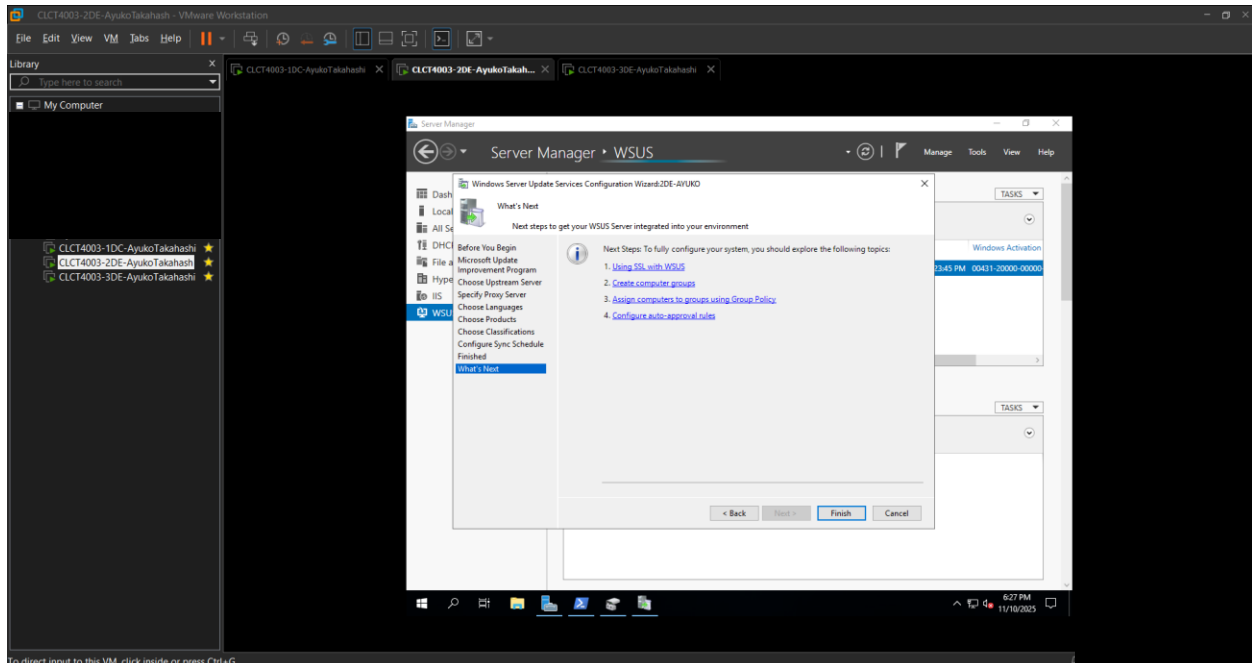 CLCT4003-2DE-AyukoTakahash - VMware Workstation
File Edit View VM Tabs Help
Library
Type here to search
My Computer
CLCT4003-1DC-AyukoTakahashi
CLCT4003-2DE-AyukoTakahash
CLCT4003-3DE-AyukoTakahashi
CLCT4003-1DC-AyukoTakahashi
CLCT4003-2DE-AyukoTakah...
CLCT4003-3DE-AyukoTakahashi
Server Manager
Server Manager • WSUS
Manage Tools View Help
Dash
Local
All Se
DHC
File a
Hype
IIS
WSU
Windows Server Update Services Configuration Wizard:2DE-AYUKO
What's Next
Next steps to get your WSUS Server integrated into your environment
Before You Begin
Microsoft Update
Improvement Program
Choose Upstream Server
Specify Proxy Server
Choose Languages
Choose Products
Choose Classifications
Configure Sync Schedule
Finished
What's Next
Next Steps: To fully configure your system, you should explore the following topics:
1. Using SSL with WSUS
2. Create computer groups
3. Assign computers to groups using Group Policy
4. Configure auto-approval rules
< Back Next > Finish Cancel
TASKS
Windows Activation
23:45 PM 00431-20000-00000-
TASKS
6:27 PM
11/10/2025
To direct input to this VM, click inside or press Ctrl+G.